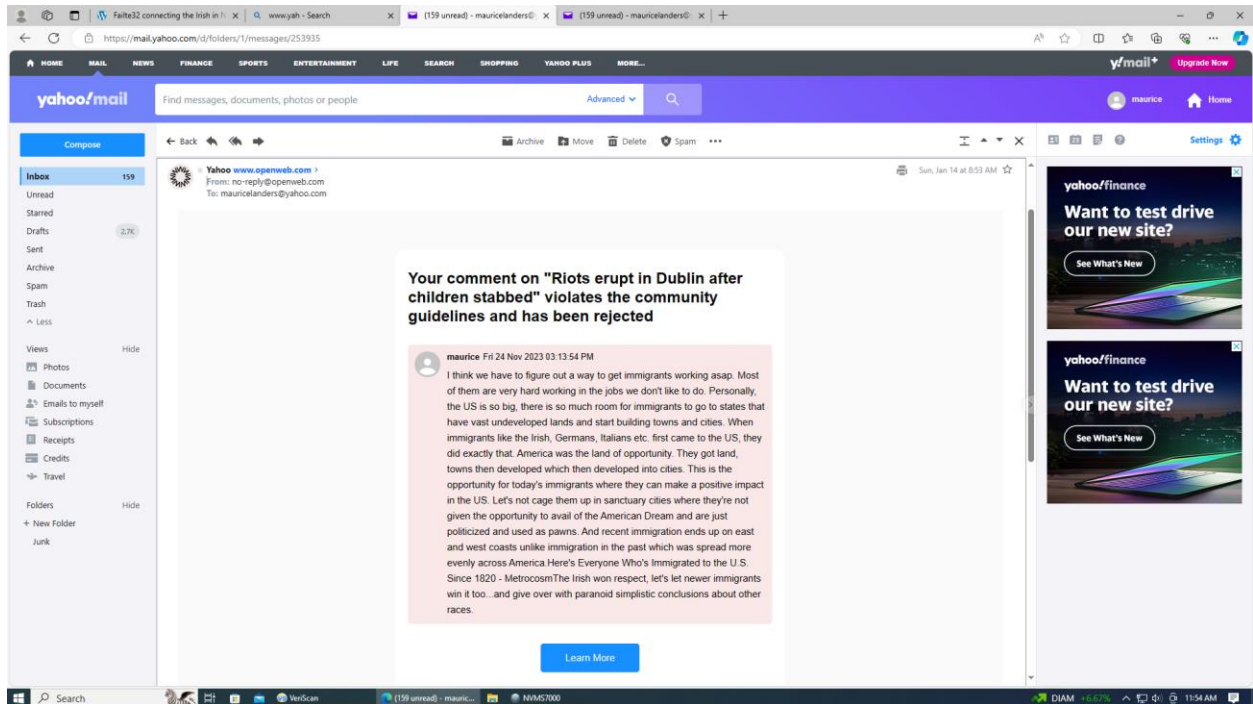 Failte32 connecting the Irish in
www.yah - Search
(159 unread) - mauricelanders@
(159 unread) - mauricelanders@
https://mail.yahoo.com/d/folders/1/messages/253935
HOME MAIL NEWS FINANCE SPORTS ENTERTAINMENT LIFE SEARCH SHOPPING YAHOO PLUS MORE...
y!mail+ Upgrade Now
yahoo!mail
Find messages, documents, photos or people
Advanced
maurice
Home
Compose
Back
Archive Move Delete Spam
Settings
Inbox 159
Unread
Starred
Drafts 2.7K
Sent
Archive
Spam
Trash
Less
Views Hide
Photos
Documents
Emails to myself
Subscriptions
Receipts
Credits
Travel
Folders Hide
+ New Folder
Junk
Yahoo www.openweb.com >
From: no-reply@openweb.com
To: mauricelanders@yahoo.com
Sun, Jan 14 at 8:53 AM
Your comment on "Riots erupt in Dublin after
children stabbed" violates the community
guidelines and has been rejected
maurice Fri 24 Nov 2023 03:13:54 PM
I think we have to figure out a way to get immigrants working asap. Most
of them are very hard working in the jobs we don't like to do. Personally,
the US is so big, there is so much room for immigrants to go to states that
have vast undeveloped lands and start building towns and cities. When
immigrants like the Irish, Germans, Italians etc. first came to the US, they
did exactly that. America was the land of opportunity. They got land,
towns then developed which then developed into cities. This is the
opportunity for today's immigrants where they can make a positive impact
in the US. Let's not cage them up in sanctuary cities where they're not
given the opportunity to avail of the American Dream and are just
politicized and used as pawns. And recent immigration ends up on east
and west coasts unlike immigration in the past which was spread more
evenly across America.Here's Everyone Who's Immigrated to the U.S.
Since 1820 - MetrocosmThe Irish won respect, let's let newer immigrants
win it too...and give over with paranoid simplistic conclusions about other
races.
Learn More
yahoo!finance
Want to test drive
our new site?
See What's New
yahoo!finance
Want to test drive
our new site?
See What's New
Search
VeriScan
(159 unread) - mauric...
NVMS7000
DIAM +6.67%
11:54 AM